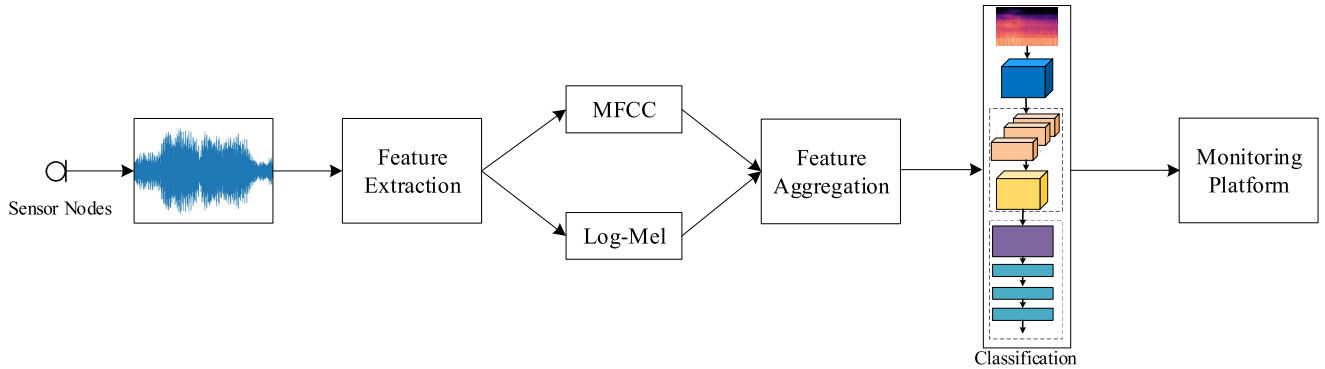 Sensor Nodes
Feature
Extraction
MFCC
Log-Mel
Feature
Aggregation
Classification
Monitoring
Platform